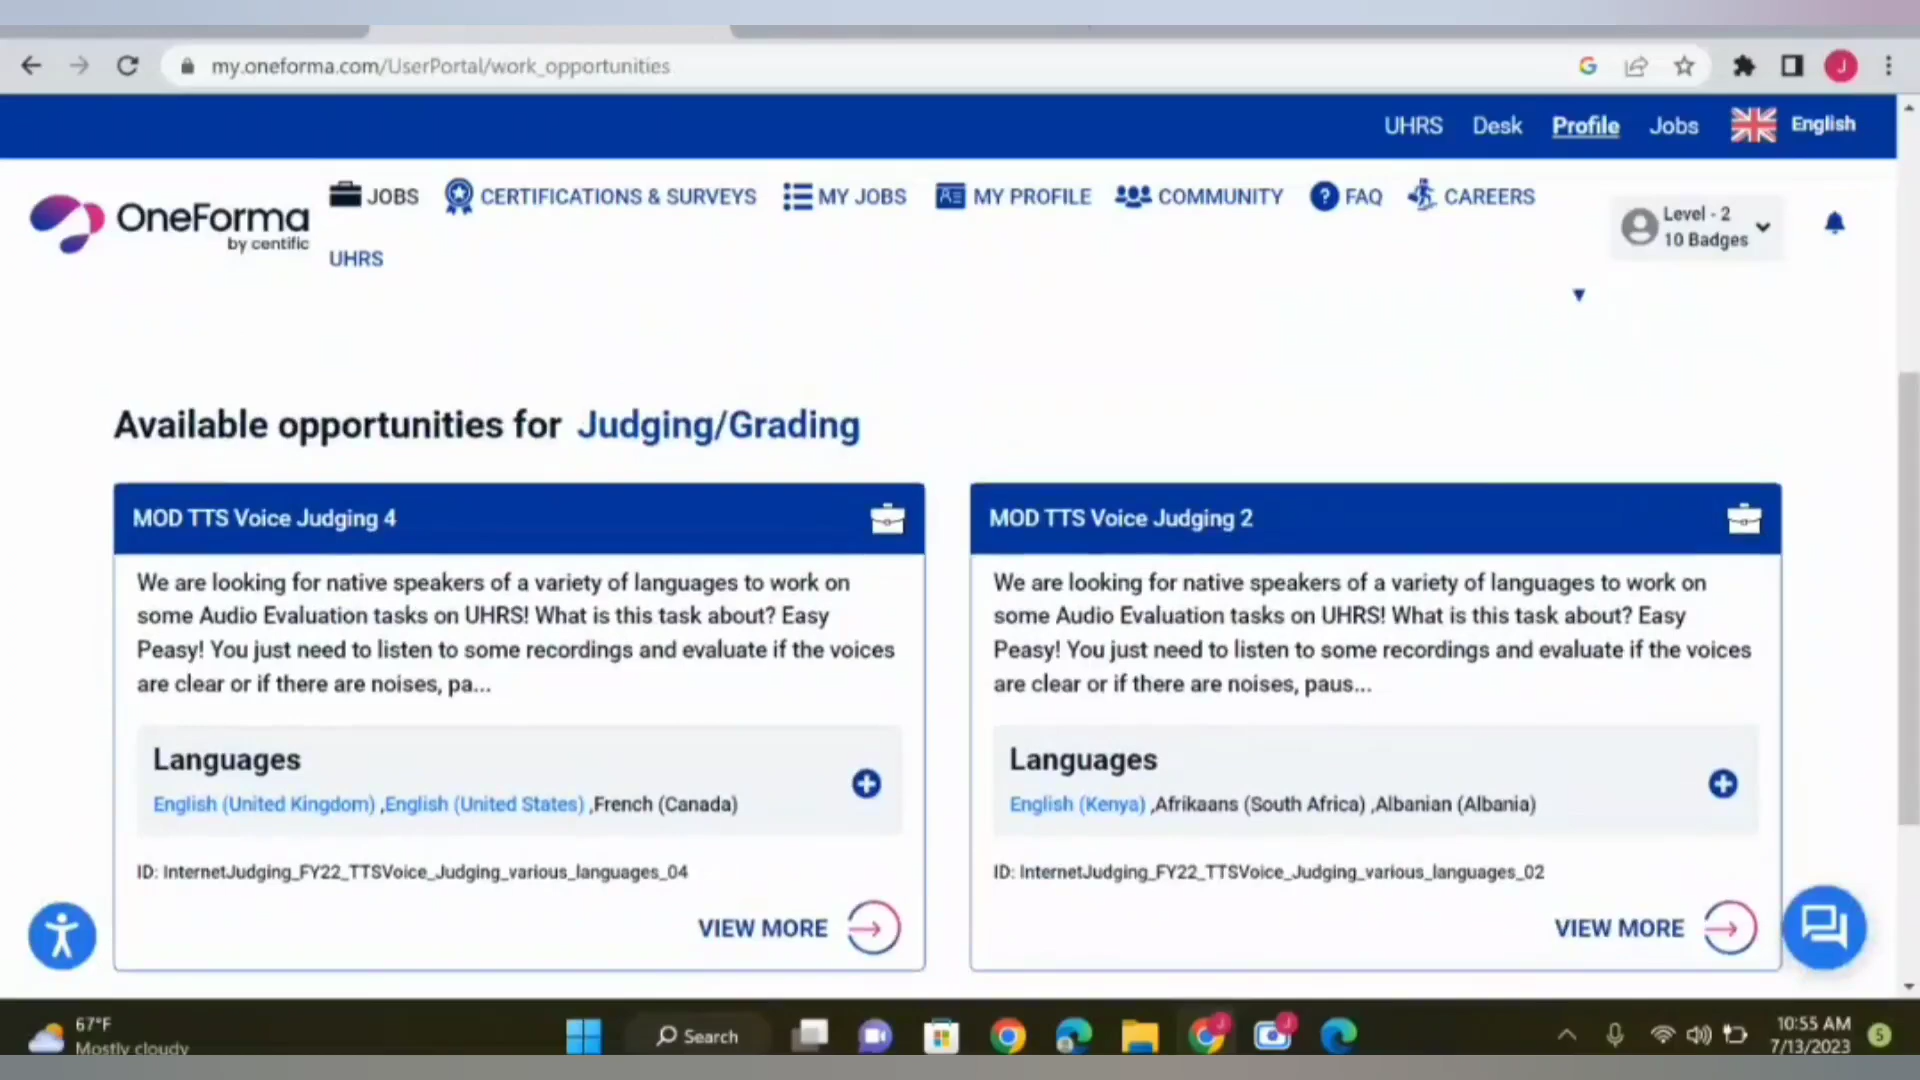 my.oneforma.com/UserPortal/work_opportunities
UHRS Desk Profile Jobs English
OneForma
by centific
JOBS CERTIFICATIONS & SURVEYS MY JOBS MY PROFILE COMMUNITY ? FAQ CAREERS
UHRS
Level - 2
10 Badges
Available opportunities for Judging/Grading
MOD TTS Voice Judging 4
We are looking for native speakers of a variety of languages to work on
some Audio Evaluation tasks on UHRS! What is this task about? Easy
Peasy! You just need to listen to some recordings and evaluate if the voices
are clear or if there are noises, pa...
Languages
English (United Kingdom) ,English (United States) ,French (Canada)
ID: InternetJudging_FY22_TTSVoice_Judging_various_languages_04
VIEW MORE
MOD TTS Voice Judging 2
We are looking for native speakers of a variety of languages to work on
some Audio Evaluation tasks on UHRS! What is this task about? Easy
Peasy! You just need to listen to some recordings and evaluate if the voices
are clear or if there are noises, paus...
Languages
English (Kenya) ,Afrikaans (South Africa) ,Albanian (Albania)
ID: InternetJudging_FY22_TTSVoice_Judging_various_languages_02
VIEW MORE
67°F
Mostly cloudy
Search
10:55 AM
7/13/2023
5